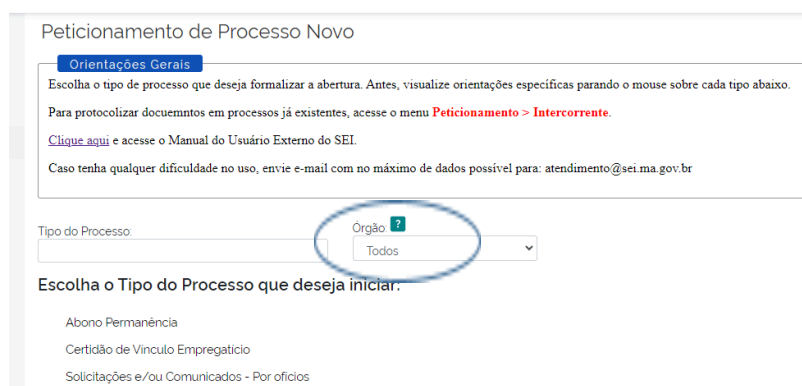 Peticionamento de Processo Novo
Orientações Gerais
Escolha o tipo de processo que deseja formalizar a abertura. Antes, visualize orientações específicas parando o mouse sobre cada tipo abaixo.
Para protocolizar docuemntos em processos já existentes, acesse o menu Peticionamento > Intercorrente.
Clique aqui e acesse o Manual do Usuário Externo do SEI.
Caso tenha qualquer dificuldade no uso, envie e-mail com no máximo de dados possível para: atendimento@sei.ma.gov.br
Tipo do Processo: Órgão: ?
Todos
Escolha o Tipo do Processo que deseja iniciar:
Abono Permanência
Certidão de Vínculo Empregatício
Solicitações e/ou Comunicados - Por ofícios